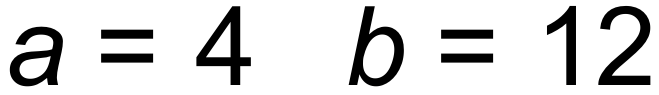 a = 4 b = 12